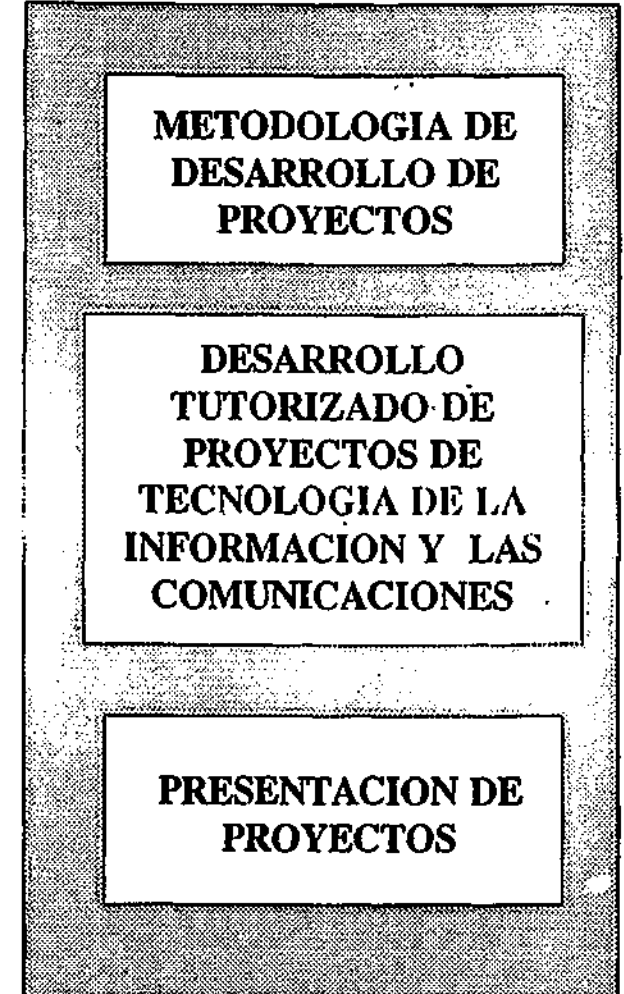 METODOLOGIA DE
DESARROLLO DE
PROYECTOS
DESARROLLO
TUTORIZADO DE
PROYECTOS DE
TECNOLOGIA DE LA
INFORMACION Y LAS
COMUNICACIONES
PRESENTACION DE
PROYECTOS